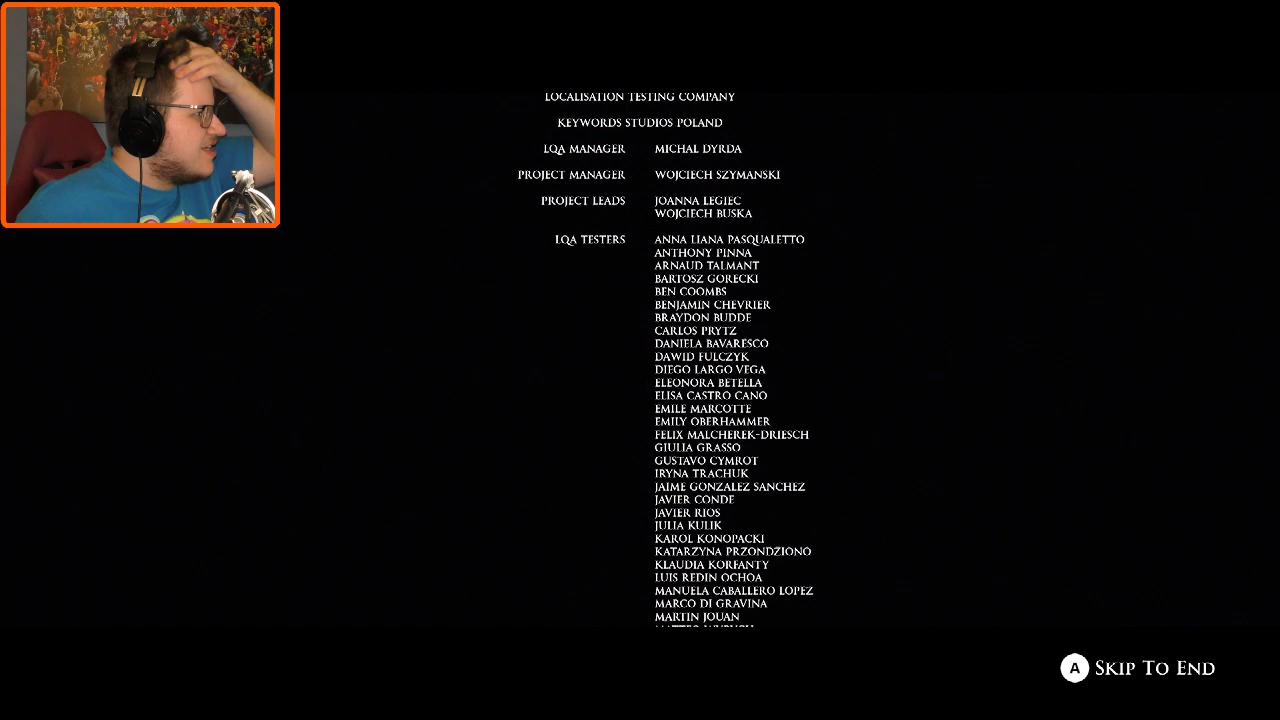 LOCALISATION TESTING COMPANY
KEYWORDS STUDIOS POLAND
LQA MANAGER MICHAL DYRDA
PROJECT MANAGER WOJCIECH SZYMANSKI
PROJECT LEADS JOANNA LEGIEC
WOJCIECH BUSKA
LQA TESTERS ANNA LIANA PASQUALETTO
ANTHONY PINNA
ARNAUD TALMANT
BARTOSZ GORECKI
BEN COOMBS
BENJAMIN CHEVRIER
BRAYDON BUDDE
CARLOS PRYTZ
DANIELA BAVARESCO
DAWID FULCZYK
DIEGO LARGO VEGA
ELEONORA BETELLA
ELISA CASTRO CANO
EMILE MARCOTTE
EMILY OBERHAMMER
FELIX MALCHEREK-DRIESCH
GIULIA GRASSO
GUSTAVO CYMROT
IRYNA TRACHUK
JAIME GONZALEZ SANCHEZ
JAVIER CONDE
JAVIER RIOS
JULIA KULIK
KAROL KONOPACKI
KATARZYNA PRZONDZIONO
KLAUDIA KORFANTY
LUIS REDIN OCHOA
MANUELA CABALLERO LOPEZ
MARCO DI GRAVINA
MARTIN JOUAN
A SKIP TO END